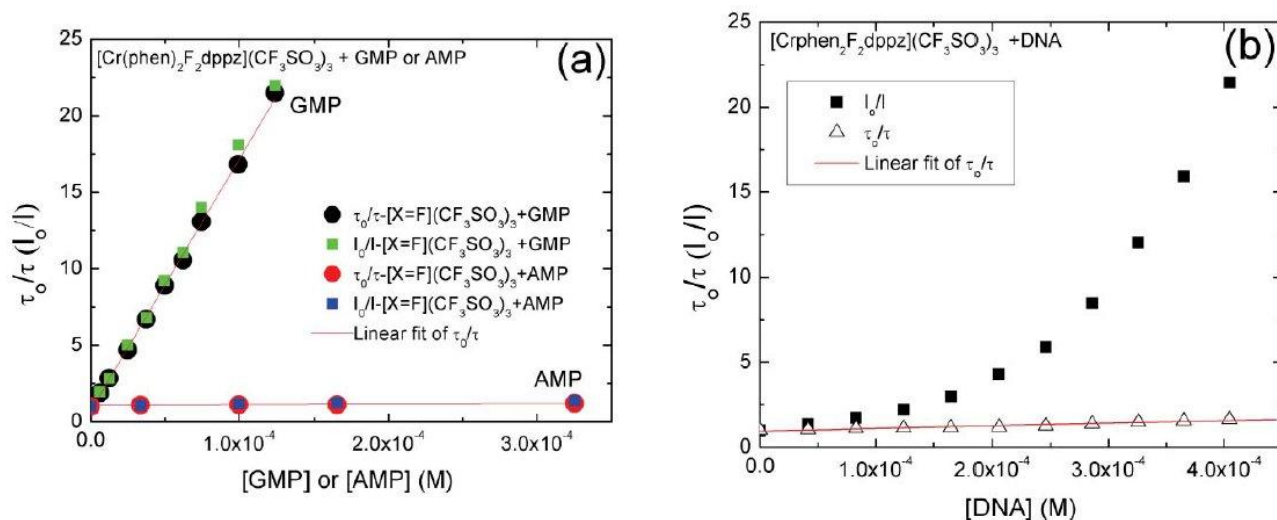 [Cr(phen)₂F₂dppz](CF₃SO₃)₃ + GMP or AMP
(a)
GMP
τ₀/τ-[X=F](CF₃SO₃)₃+GMP
I₀/I-[X=F](CF₃SO₃)₃+GMP
τ₀/τ-[X=F](CF₃SO₃)₃+AMP
I₀/I-[X=F](CF₃SO₃)₃+AMP
Linear fit of τ₀/τ
AMP
τₒ/τ (Iₒ/I)
25
20
15
10
5
0
0.0 1.0x10⁻⁴ 2.0x10⁻⁴ 3.0x10⁻⁴
[GMP] or [AMP] (M)
[Crphen₂F₂dppz](CF₃SO₃)₃ +DNA
(b)
Iₒ/I
τₒ/τ
Linear fit of τₒ/τ
τₒ/τ (Iₒ/I)
25
20
15
10
5
0
0.0 1.0x10⁻⁴ 2.0x10⁻⁴ 3.0x10⁻⁴ 4.0x10⁻⁴
[DNA] (M)